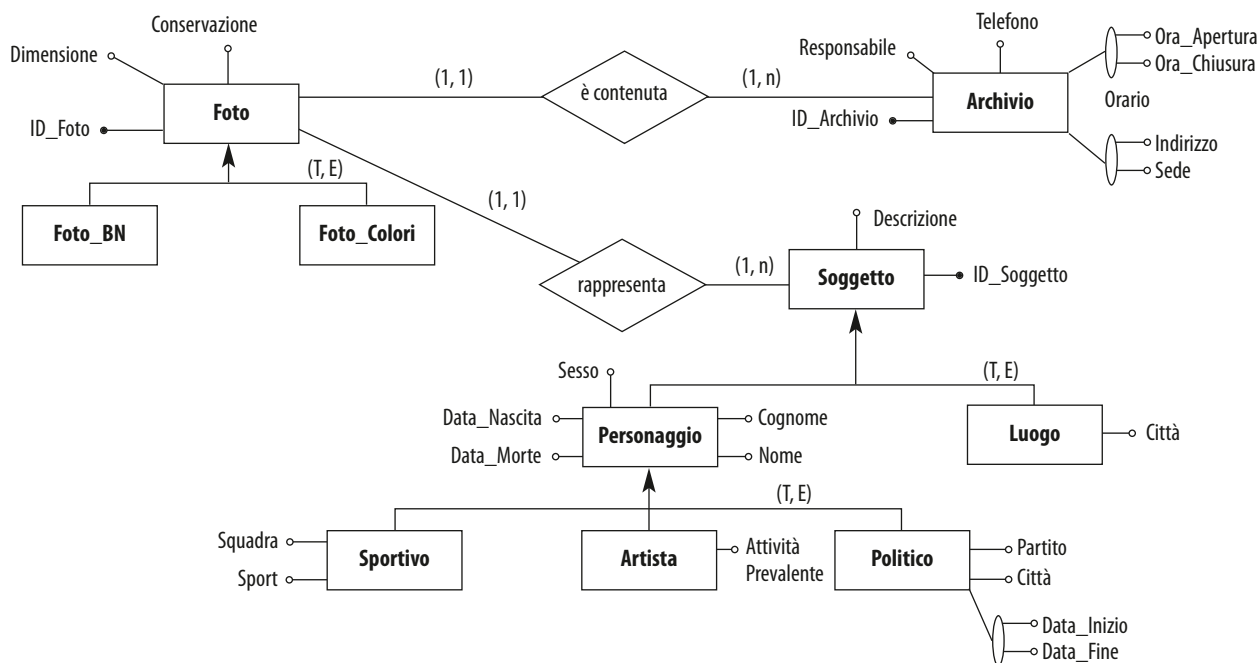 Conservazione
Dimensione
Foto
ID_Foto
(T, E)
Foto_BN
Foto_Colori
(1, 1)
è contenuta
(1, n)
Responsabile
Telefono
Archivio
ID_Archivio
Ora_Apertura
Ora_Chiusura
Orario
Indirizzo
Sede
(1, 1)
rappresenta
(1, n)
Descrizione
Soggetto
ID_Soggetto
(T, E)
Sesso
Data_Nascita
Data_Morte
Personaggio
Cognome
Nome
Luogo
Città
(T, E)
Squadra
Sport
Sportivo
Artista
Attività
Prevalente
Politico
Partito
Città
Data_Inizio
Data_Fine